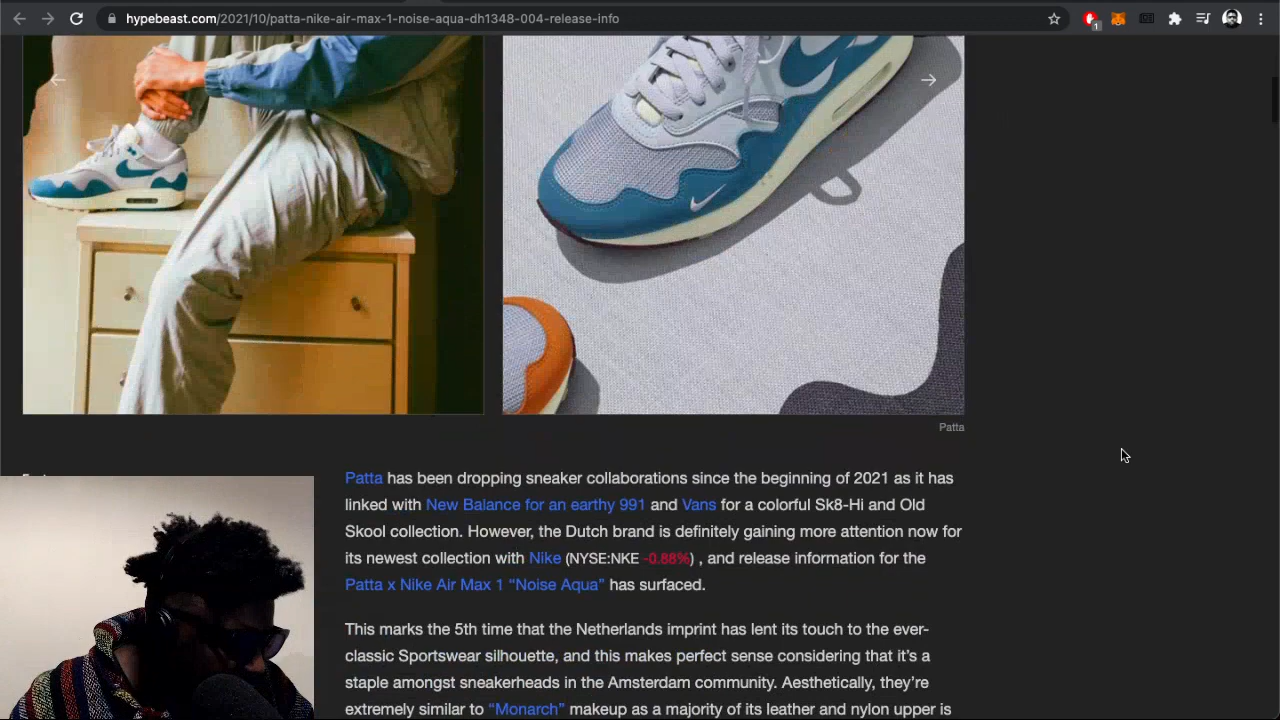 hypebeast.com/2021/10/patta-nike-air-max-1-noise-aqua-dh1348-004-release-info
1
Patta
Patta has been dropping sneaker collaborations since the beginning of 2021 as it has
linked with New Balance for an earthy 991 and Vans for a colorful Sk8-Hi and Old
Skool collection. However, the Dutch brand is definitely gaining more attention now for
its newest collection with Nike (NYSE:NKE -0.88%) , and release information for the
Patta x Nike Air Max 1 “Noise Aqua” has surfaced.
This marks the 5th time that the Netherlands imprint has lent its touch to the ever-
classic Sportswear silhouette, and this makes perfect sense considering that it’s a
staple amongst sneakerheads in the Amsterdam community. Aesthetically, they’re
extremely similar to “Monarch” makeup as a majority of its leather and nylon upper is